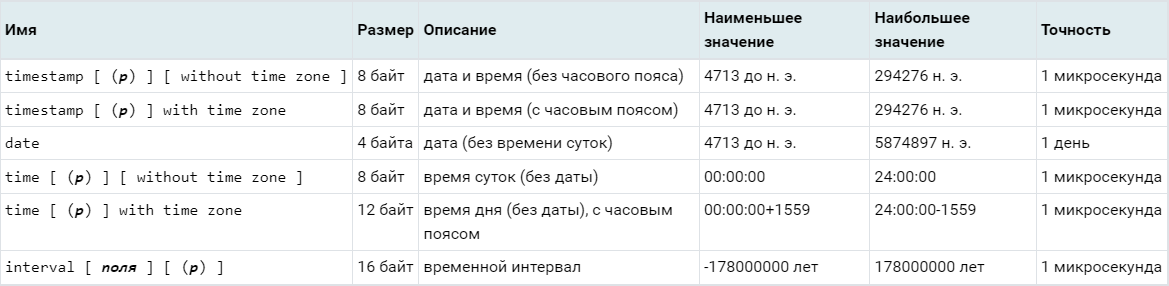 Имя Размер Описание Наименьшее значение Наибольшее значение Точность
timestamp [ (p) ] [ without time zone ] 8 байт дата и время (без часового пояса) 4713 до н. э. 294276 н. э. 1 микросекунда
timestamp [ (p) ] with time zone 8 байт дата и время (с часовым поясом) 4713 до н. э. 294276 н. э. 1 микросекунда
date 4 байта дата (без времени суток) 4713 до н. э. 5874897 н. э. 1 день
time [ (p) ] [ without time zone ] 8 байт время суток (без даты) 00:00:00 24:00:00 1 микросекунда
time [ (p) ] with time zone 12 байт время дня (без даты), с часовым поясом 00:00:00+1559 24:00:00-1559 1 микросекунда
interval [ поля ] [ (p) ] 16 байт временной интервал -178000000 лет 178000000 лет 1 микросекунда